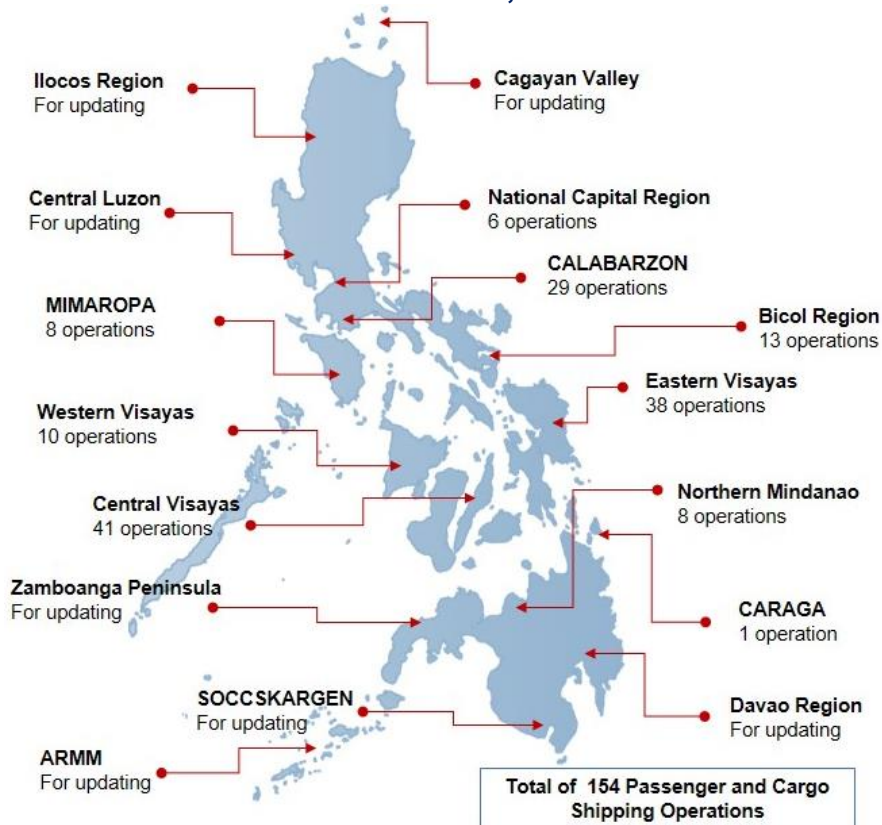 Ilocos Region
For updating
Cagayan Valley
For updating
Central Luzon
For updating
National Capital Region
6 operations
CALABARZON
29 operations
MIMAROPA
8 operations
Bicol Region
13 operations
Eastern Visayas
38 operations
Western Visayas
10 operations
Northern Mindanao
8 operations
Central Visayas
41 operations
Zamboanga Peninsula
For updating
CARAGA
1 operation
SOCCSKARGEN
For updating
Davao Region
For updating
ARMM
For updating
Total of 154 Passenger and Cargo
Shipping Operations